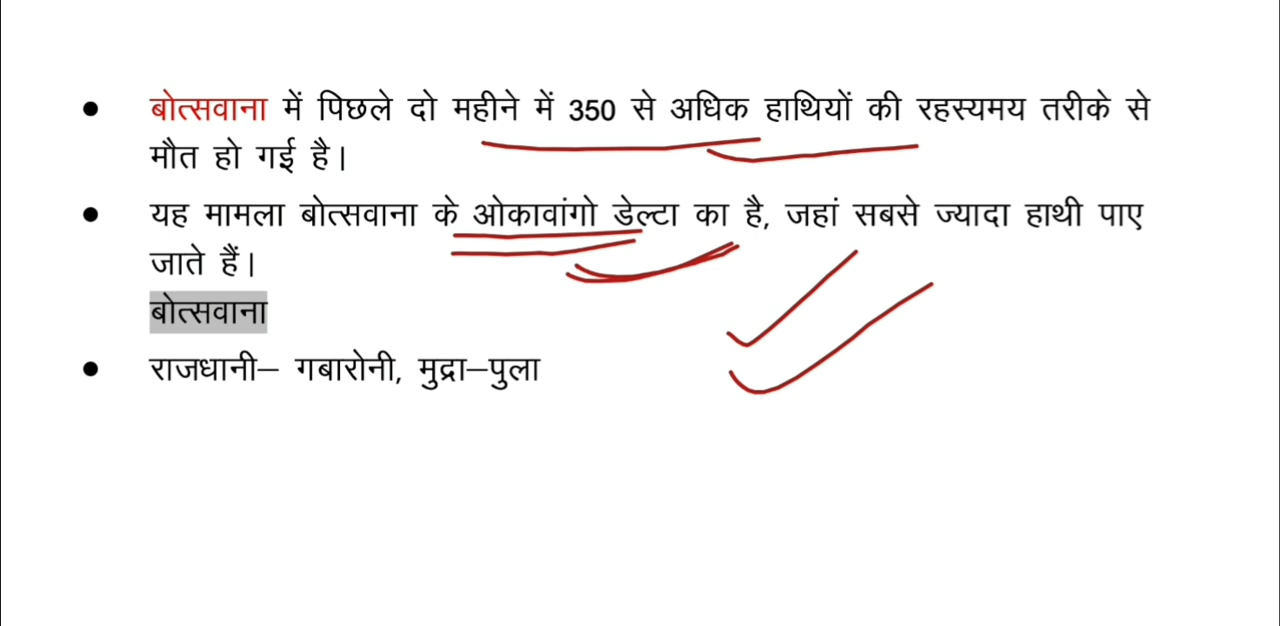 ● बोत्सवाना में पिछले दो महीने में 350 से अधिक हाथियों की रहस्यमय तरीके से
मौत हो गई है।
● यह मामला बोत्सवाना के ओकावांगो डेल्टा का है, जहां सबसे ज्यादा हाथी पाए
जाते हैं।
बोत्सवाना
● राजधानी– गबारोनी, मुद्रा–पुला